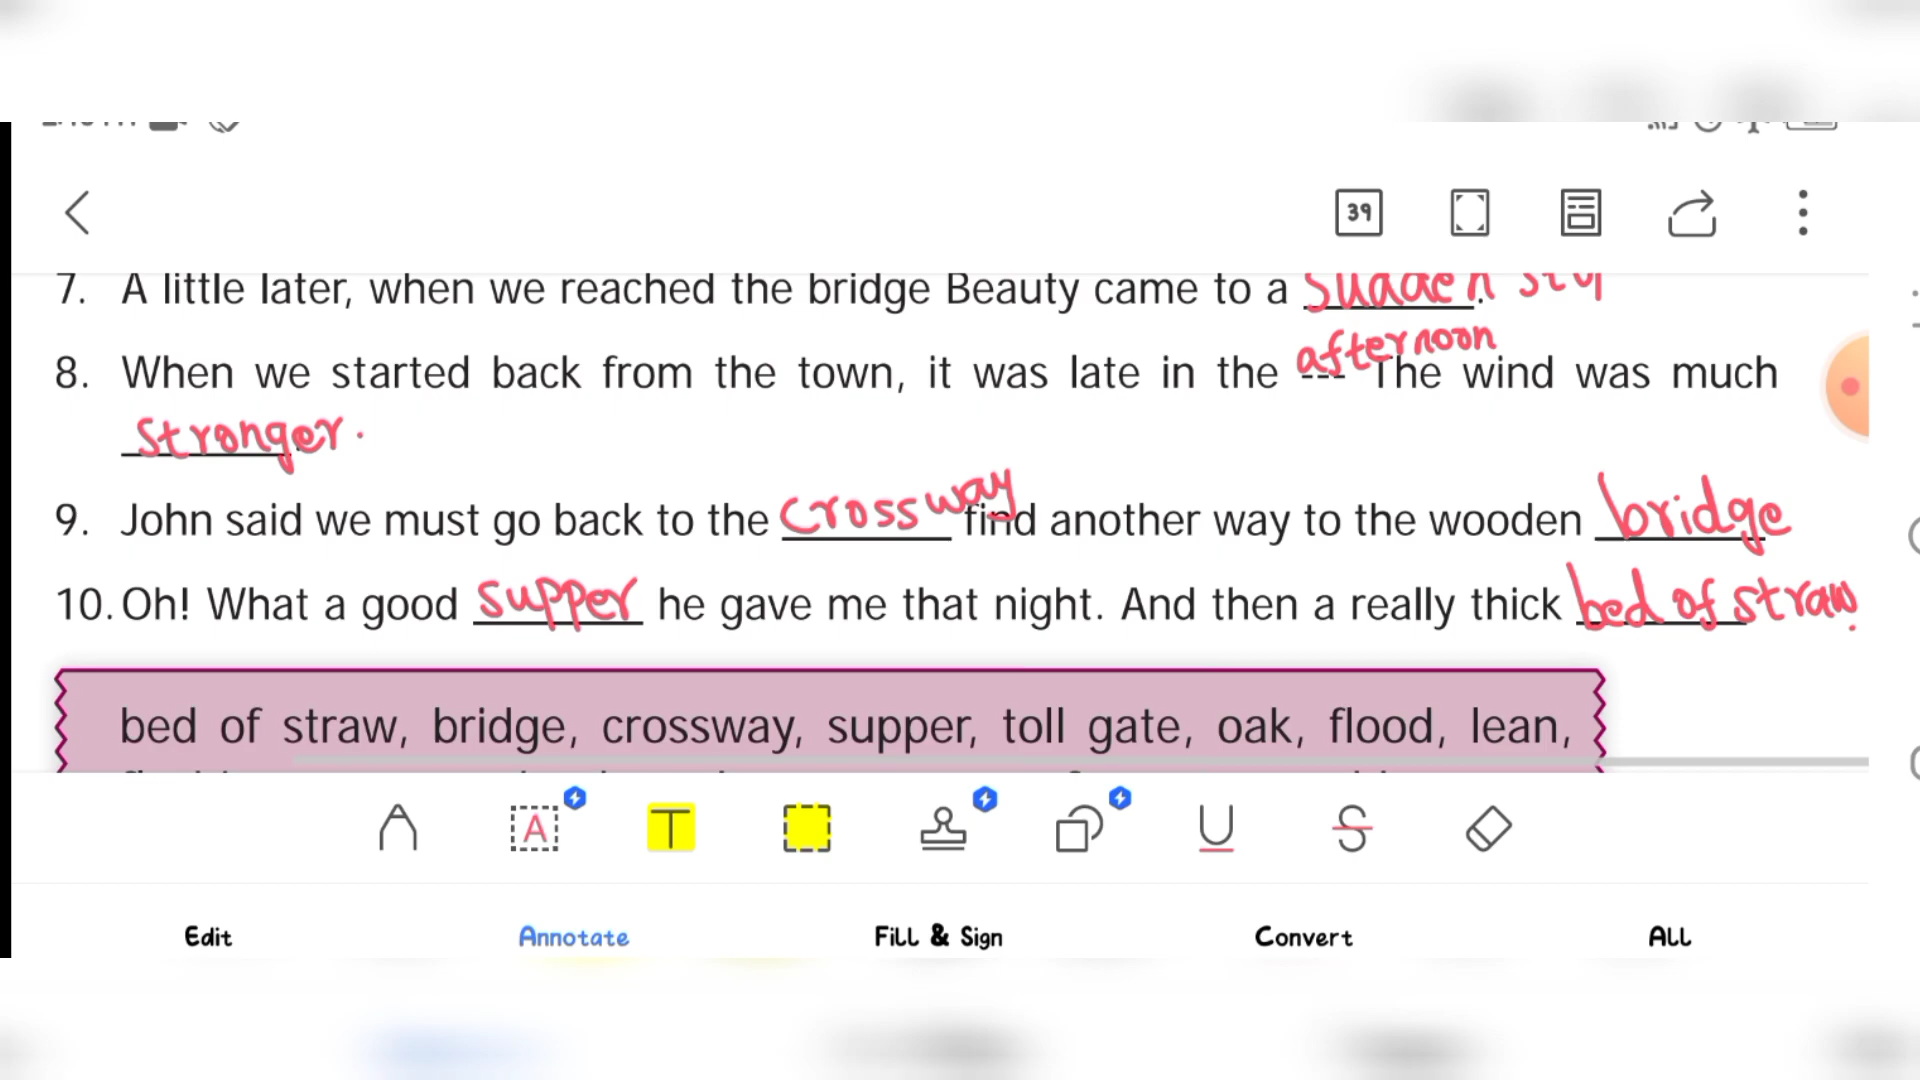 39
7. A little later, when we reached the bridge Beauty came to a sudden
afternoon
8. When we started back from the town, it was late in the --- The wind was much
stronger.
9. John said we must go back to the crossway find another way to the wooden bridge
10. Oh! What a good supper he gave me that night. And then a really thick bed of straw.
bed of straw, bridge, crossway, supper, toll gate, oak, flood, lean,
A T U S
Edit Annotate Fill & Sign Convert All